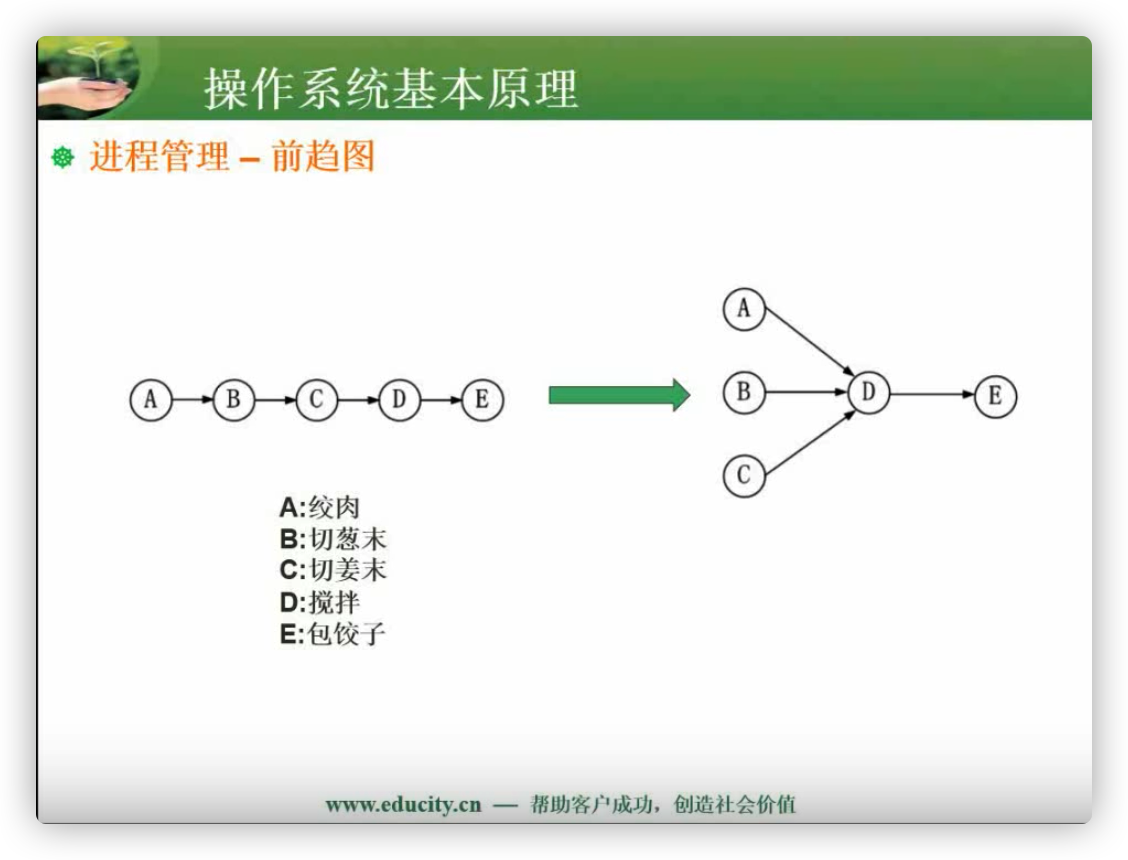 操作系统基本原理
进程管理 – 前趋图
A
B
C
D
E
A
B
C
D
E
A:绞肉
B:切葱末
C:切姜末
D:搅拌
E:包饺子
www.educity.cn — 帮助客户成功，创造社会价值